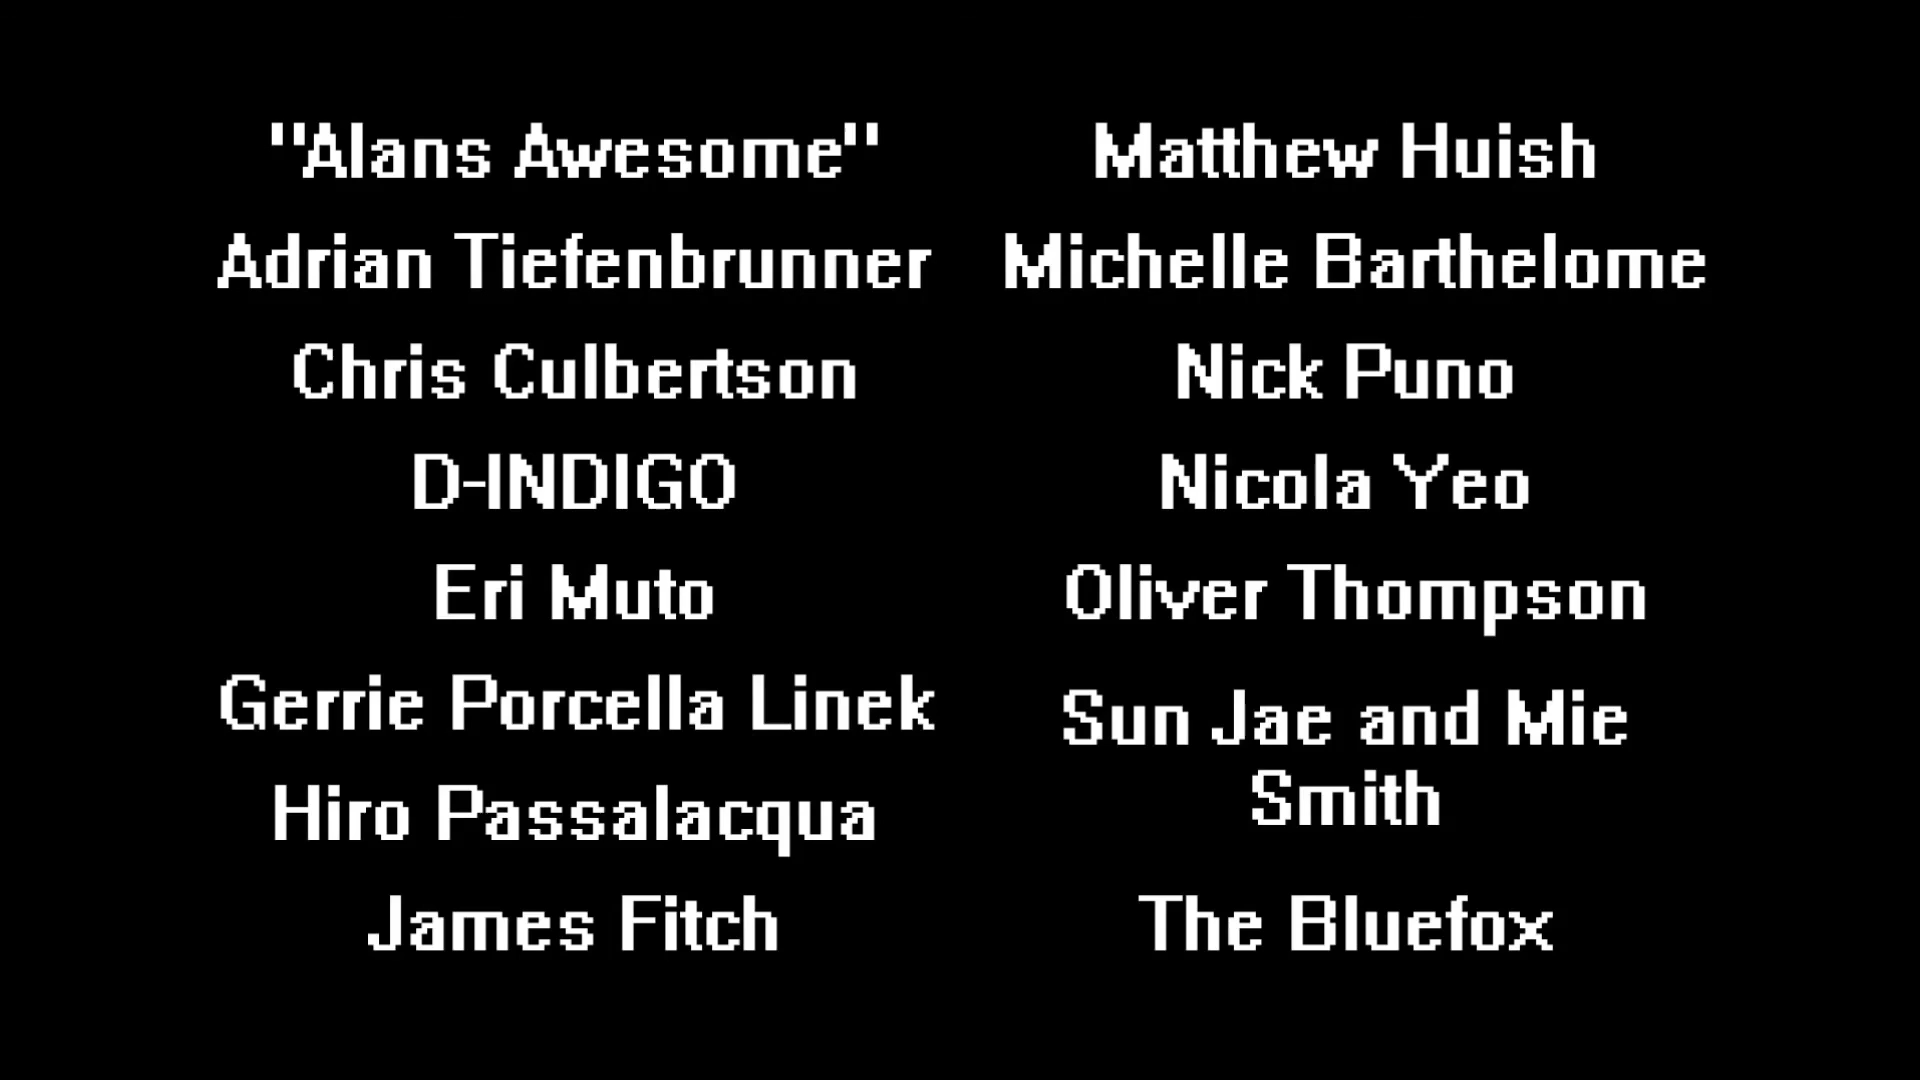 "Alans Awesome"
Adrian Tiefenbrunner
Chris Culbertson
D-INDIGO
Eri Muto
Gerrie Porcella Linek
Hiro Passalacqua
James Fitch
Matthew Huish
Michelle Barthelome
Nick Puno
Nicola Yeo
Oliver Thompson
Sun Jae and Mie
Smith
The Bluefox